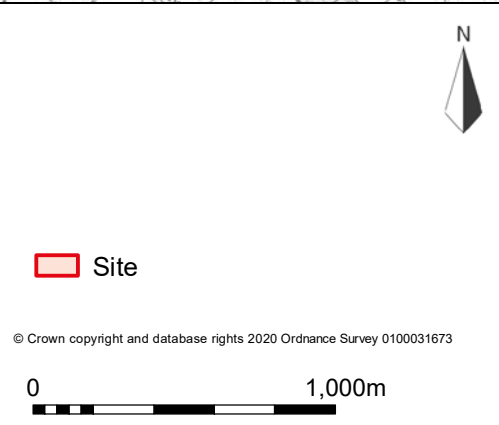 N
Site
© Crown copyright and database rights 2020 Ordnance Survey 0100031673
0 1,000m